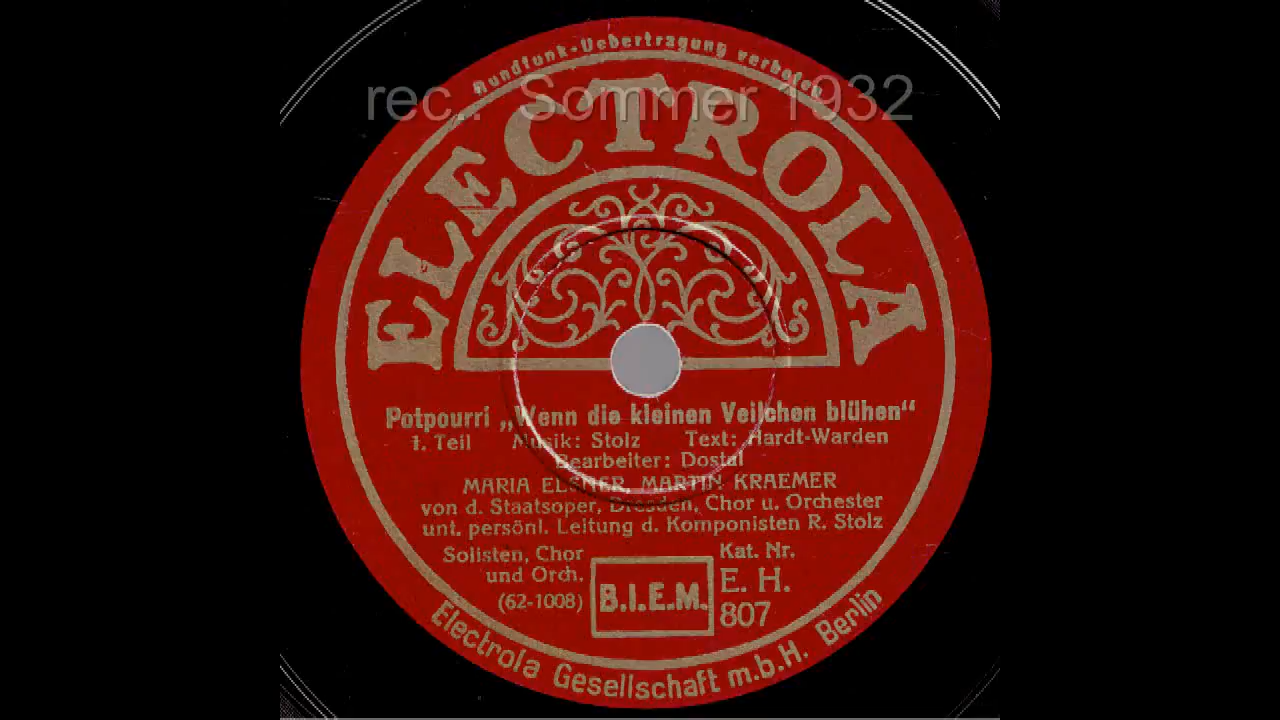 Rundfunk-Uebertragung verboten
rec.: Sommer 1932
ELECTROLA
Potpourri „Wenn die kleinen Veilchen blühen“
1. Teil Musik: Stolz Text: Hardt-Warden
Bearbeiter: Dostal
MARIA ELSNER, MARTIN KRAEMER
von d. Staatsoper, Dresden, Chor u. Orchester
unt. persönl. Leitung d. Komponisten R. Stolz
Solisten, Chor
und Orch.
(62-1008)
B.I.E.M.
Kat. Nr.
E. H.
807
Electrola Gesellschaft m.b.H. Berlin